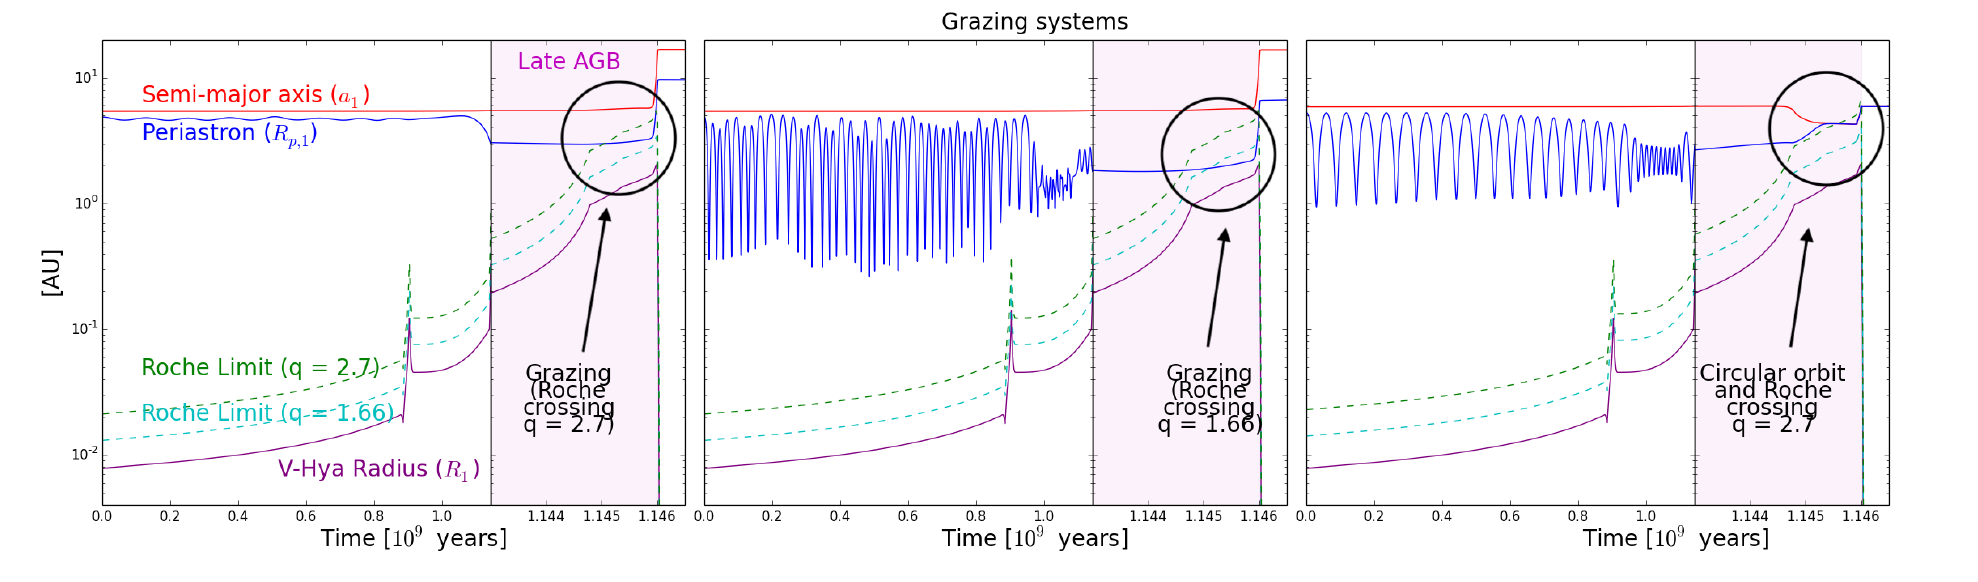 Grazing systems
Late AGB
Semi-major axis (a₁)
Periastron (Rₚ,₁)
Roche Limit (q = 2.7)
Roche Limit (q = 1.66)
V-Hya Radius (R₁)
Grazing
(Roche
crossing
q = 2.7)
Grazing
(Roche
crossing
q = 1.66)
Circular orbit
and Roche
crossing
q = 2.7
[AU]
10¹
10⁰
10⁻¹
10⁻²
0.0 0.2 0.4 0.6 0.8 1.0 1.144 1.145 1.146
0.0 0.2 0.4 0.6 0.8 1.0 1.144 1.145 1.146
0.0 0.2 0.4 0.6 0.8 1.0 1.144 1.145 1.146
Time [10⁹ years]
Time [10⁹ years]
Time [10⁹ years]